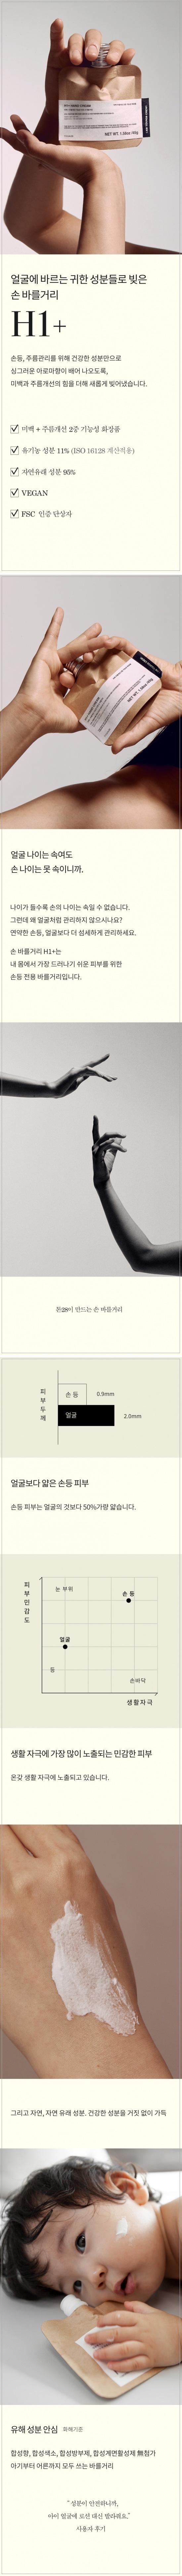 H1+ HAND CREAM
NET WT. 1.06oz /30g
얼굴에 바르는 귀한 성분들로 빚은
손 바를거리
H1+
손등, 주름관리를 위해 건강한 성분만으로
싱그러운 아로마향이 배어 나오도록,
미백과 주름개선의 힘을 더해 새롭게 빚어냈습니다.
미백 + 주름개선 2중 기능성 화장품
유기농 성분 11% (ISO 16128 계산적용)
자연유래 성분 95%
VEGAN
FSC 인증 단상자
NET WT. 1.06oz /30g
얼굴 나이는 속여도
손 나이는 못 속이니까.
나이가 들수록 손의 나이는 속일 수 없습니다.
그런데 왜 얼굴처럼 관리하지 않으시나요?
연약한 손등, 얼굴보다 더 섬세하게 관리하세요.
손 바를거리 H1+는
내 몸에서 가장 드러나기 쉬운 피부를 위한
손등 전용 바를거리입니다.
톤28이 만드는 손 바를거리
피부두께
손 등
0.9mm
얼굴
2.0mm
얼굴보다 얇은 손등 피부
손등 피부는 얼굴의 것보다 50%가량 얇습니다.
피부민감도
눈 부위
손 등
얼굴
등
손바닥
생활자극
생활 자극에 가장 많이 노출되는 민감한 피부
온갖 생활 자극에 노출되고 있습니다.
그리고 자연, 자연 유래 성분. 건강한 성분을 거짓 없이 가득
유해 성분 안심 화해기준
합성향, 합성색소, 합성방부제, 합성계면활성제 無첨가
아기부터 어른까지 모두 쓰는 바를거리
“ 성분이 안전하니까,
아이 얼굴에 로션 대신 발라줘요.”
사용자 후기